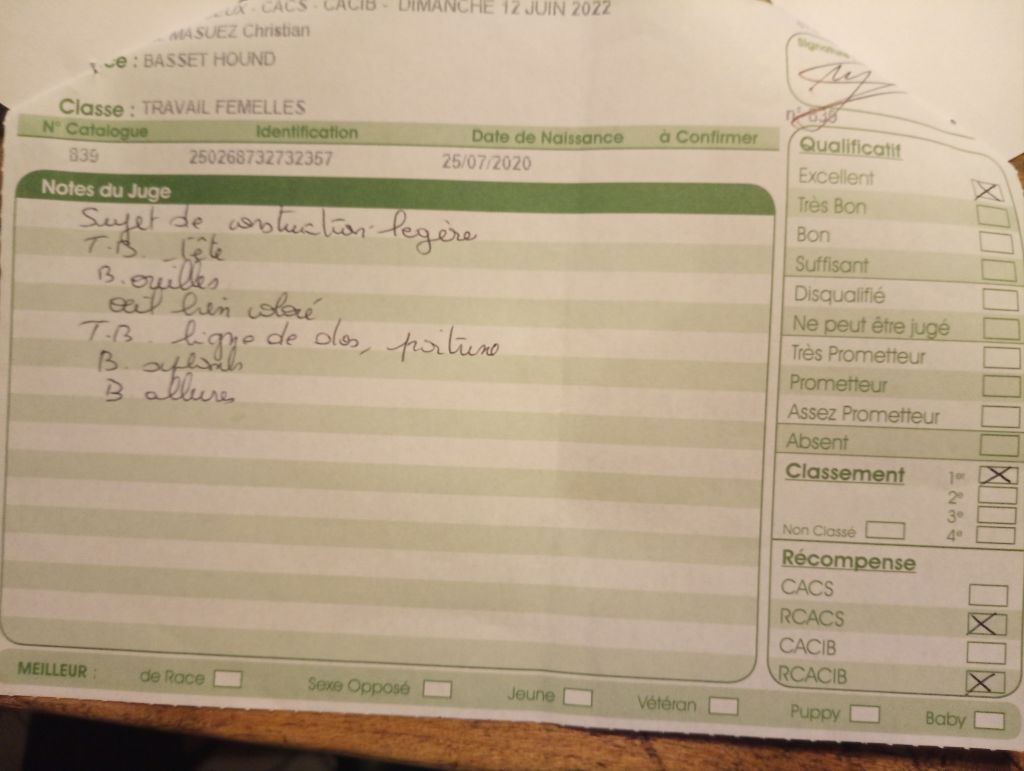 CACS - CACIB - DIMANCHE 12 JUIN 2022
MASUEZ Christian
: BASSET HOUND
Classe : TRAVAIL FEMELLES
N° Catalogue Identification Date de Naissance à Confirmer
839 250268732732357 25/07/2020
Notes du Juge
Sujet de construction legère
T.B. tête
B. oreilles
œil bien coloré
T.B. ligne de dos, poitrine
B. aplombs
B allures
Signature
n° 839
Qualificatif
Excellent
Très Bon
Bon
Suffisant
Disqualifié
Ne peut être jugé
Très Prometteur
Prometteur
Assez Prometteur
Absent
Classement 1er
2e
3e
Non Classé 4e
Récompense
CACS
RCACS
CACIB
RCACIB
MEILLEUR : de Race Sexe Opposé Jeune Vétéran Puppy Baby